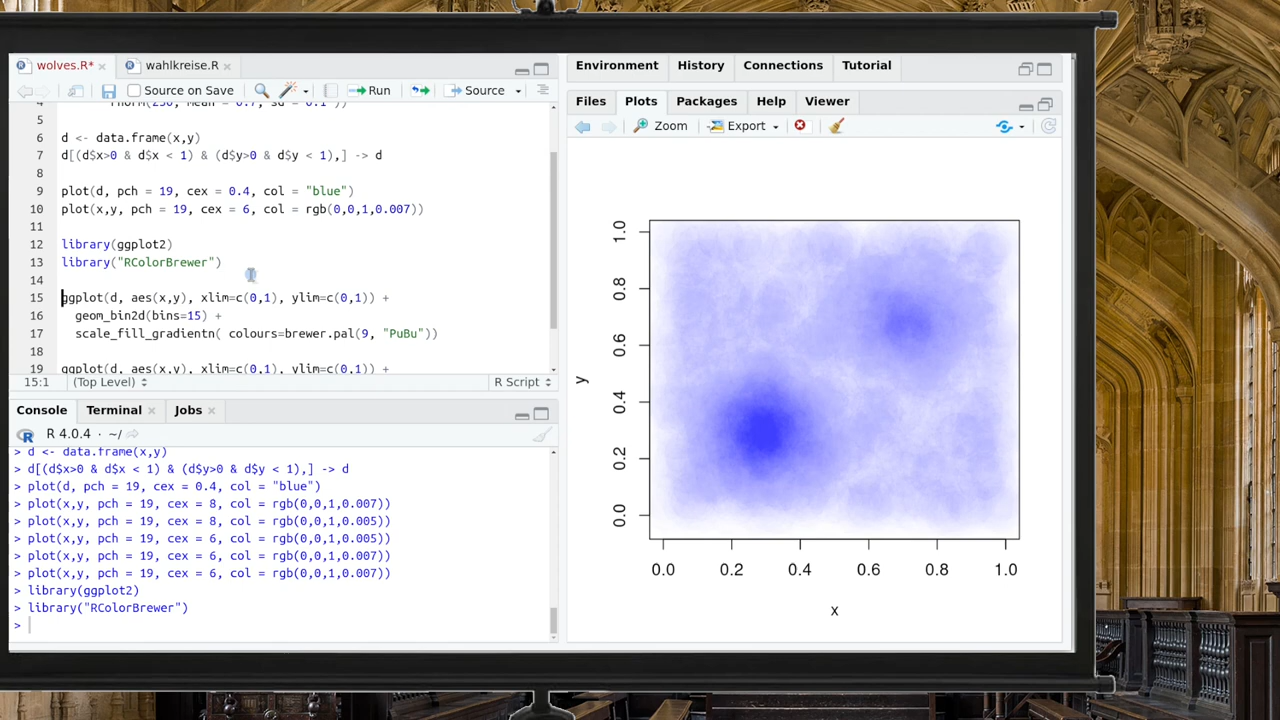 wolves.R*
wahlkreise.R
Source on Save
Run
Source
4 rnorm(250, mean = 0.7, sd = 0.1 ))
5
6 d <- data.frame(x,y)
7 d[(d$x>0 & d$x < 1) & (d$y>0 & d$y < 1),] -> d
8
9 plot(d, pch = 19, cex = 0.4, col = "blue")
10 plot(x,y, pch = 19, cex = 6, col = rgb(0,0,1,0.007))
11
12 library(ggplot2)
13 library("RColorBrewer")
14
15 ggplot(d, aes(x,y), xlim=c(0,1), ylim=c(0,1)) +
16 geom_bin2d(bins=15) +
17 scale_fill_gradientn( colours=brewer.pal(9, "PuBu"))
18
19 ggplot(d, aes(x,y), xlim=c(0,1), ylim=c(0,1)) +
15:1 (Top Level) R Script
Console Terminal Jobs
R 4.0.4 · ~/
> d <- data.frame(x,y)
> d[(d$x>0 & d$x < 1) & (d$y>0 & d$y < 1),] -> d
> plot(d, pch = 19, cex = 0.4, col = "blue")
> plot(x,y, pch = 19, cex = 8, col = rgb(0,0,1,0.007))
> plot(x,y, pch = 19, cex = 8, col = rgb(0,0,1,0.005))
> plot(x,y, pch = 19, cex = 6, col = rgb(0,0,1,0.005))
> plot(x,y, pch = 19, cex = 6, col = rgb(0,0,1,0.007))
> plot(x,y, pch = 19, cex = 6, col = rgb(0,0,1,0.007))
> library(ggplot2)
> library("RColorBrewer")
>
Environment History Connections Tutorial
Files Plots Packages Help Viewer
Zoom Export
1.0
0.8
0.6
0.4
0.2
0.0
y
0.0 0.2 0.4 0.6 0.8 1.0
x